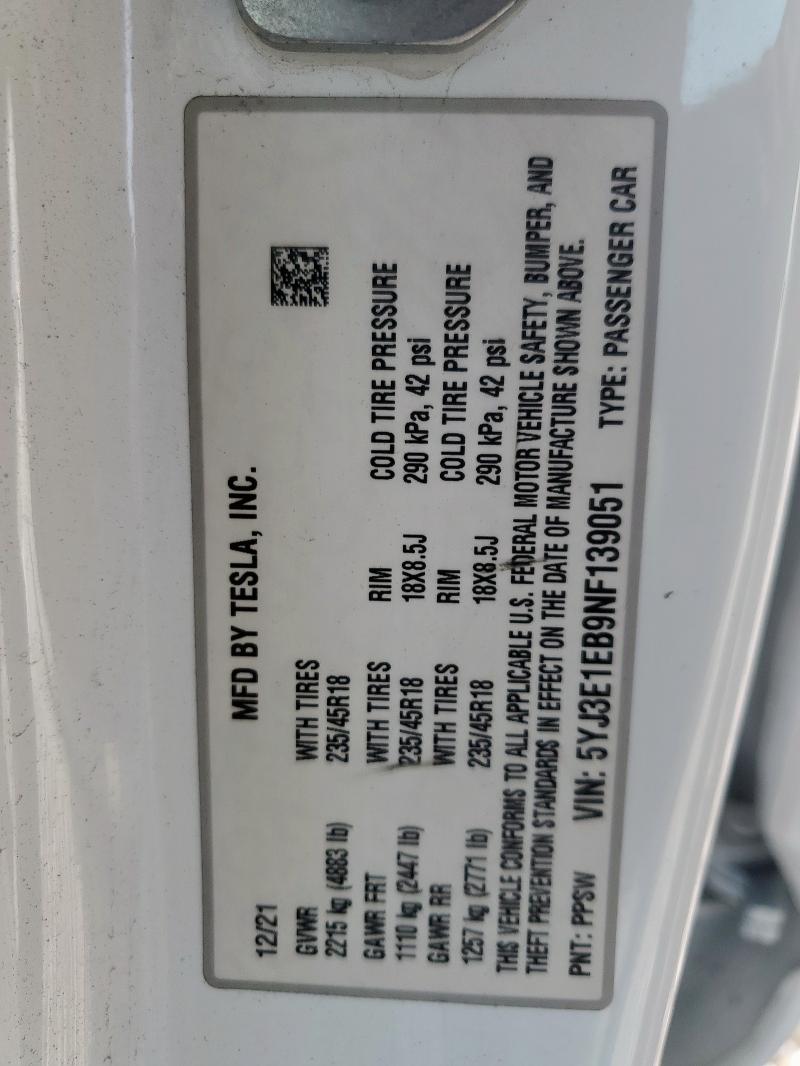 MFD BY TESLA, INC.
12/21
GVWR WITH TIRES
2215 kg (4883 lb) 235/45R18
GAWR FRT WITH TIRES RIM COLD TIRE PRESSURE
1110 kg (2447 lb) 235/45R18 18X8.5J 290 kPa, 42 psi
GAWR RR WITH TIRES RIM COLD TIRE PRESSURE
1257 kg (2771 lb) 235/45R18 18X8.5J 290 kPa, 42 psi
THIS VEHICLE CONFORMS TO ALL APPLICABLE U.S. FEDERAL MOTOR VEHICLE SAFETY, BUMPER, AND
THEFT PREVENTION STANDARDS IN EFFECT ON THE DATE OF MANUFACTURE SHOWN ABOVE.
PNT: PPSW VIN: 5YJ3E1EB9NF139051 TYPE: PASSENGER CAR